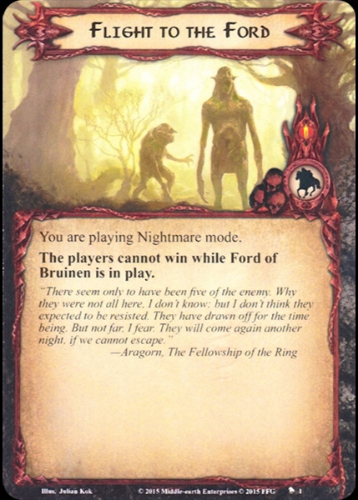 FLIGHT TO THE FORD
You are playing Nightmare mode.
The players cannot win while Ford of
Bruinen is in play.
"There seem only to have been five of the enemy. Why
they were not all here, I don't know; but I don't think they
expected to be resisted. They have drawn off for the time
being. But not far, I fear. They will come again another
night, if we cannot escape."
—Aragorn, The Fellowship of the Ring
Illus. Julian Kok © 2015 Middle-earth Enterprises © 2015 FFG 1